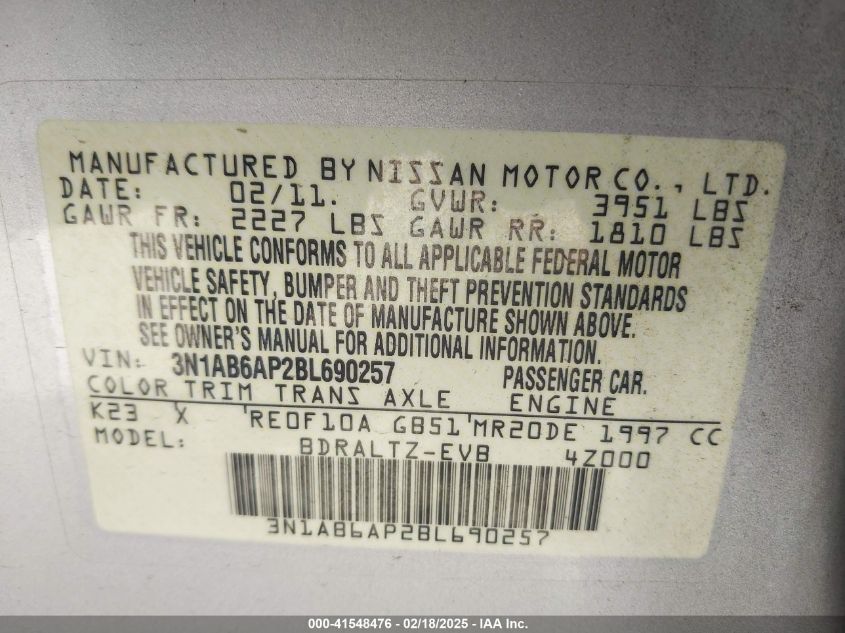 MANUFACTURED BY NISSAN MOTOR CO., LTD.
DATE: 02/11. GVWR: 3951 LBS
GAWR FR: 2227 LBS GAWR RR: 1810 LBS
THIS VEHICLE CONFORMS TO ALL APPLICABLE FEDERAL MOTOR
VEHICLE SAFETY, BUMPER AND THEFT PREVENTION STANDARDS
IN EFFECT ON THE DATE OF MANUFACTURE SHOWN ABOVE.
SEE OWNER'S MANUAL FOR ADDITIONAL INFORMATION.
VIN: 3N1AB6AP2BL690257 PASSENGER CAR.
COLOR TRIM TRANS AXLE ENGINE
K23 X RE0F10A GB51 MR20DE 1997 CC
MODEL: BDRALTZ-EVB 4Z000
3N1AB6AP2BL690257
000-41548476 - 02/18/2025 - IAA Inc.